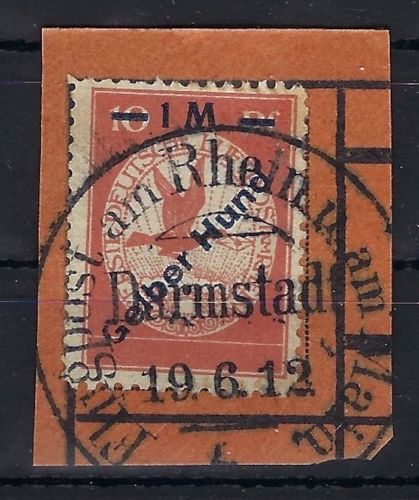 10 1 M Pf
Gelber Hund
Flugpost am Rhein u. am Main
Darmstadt
19.6.12